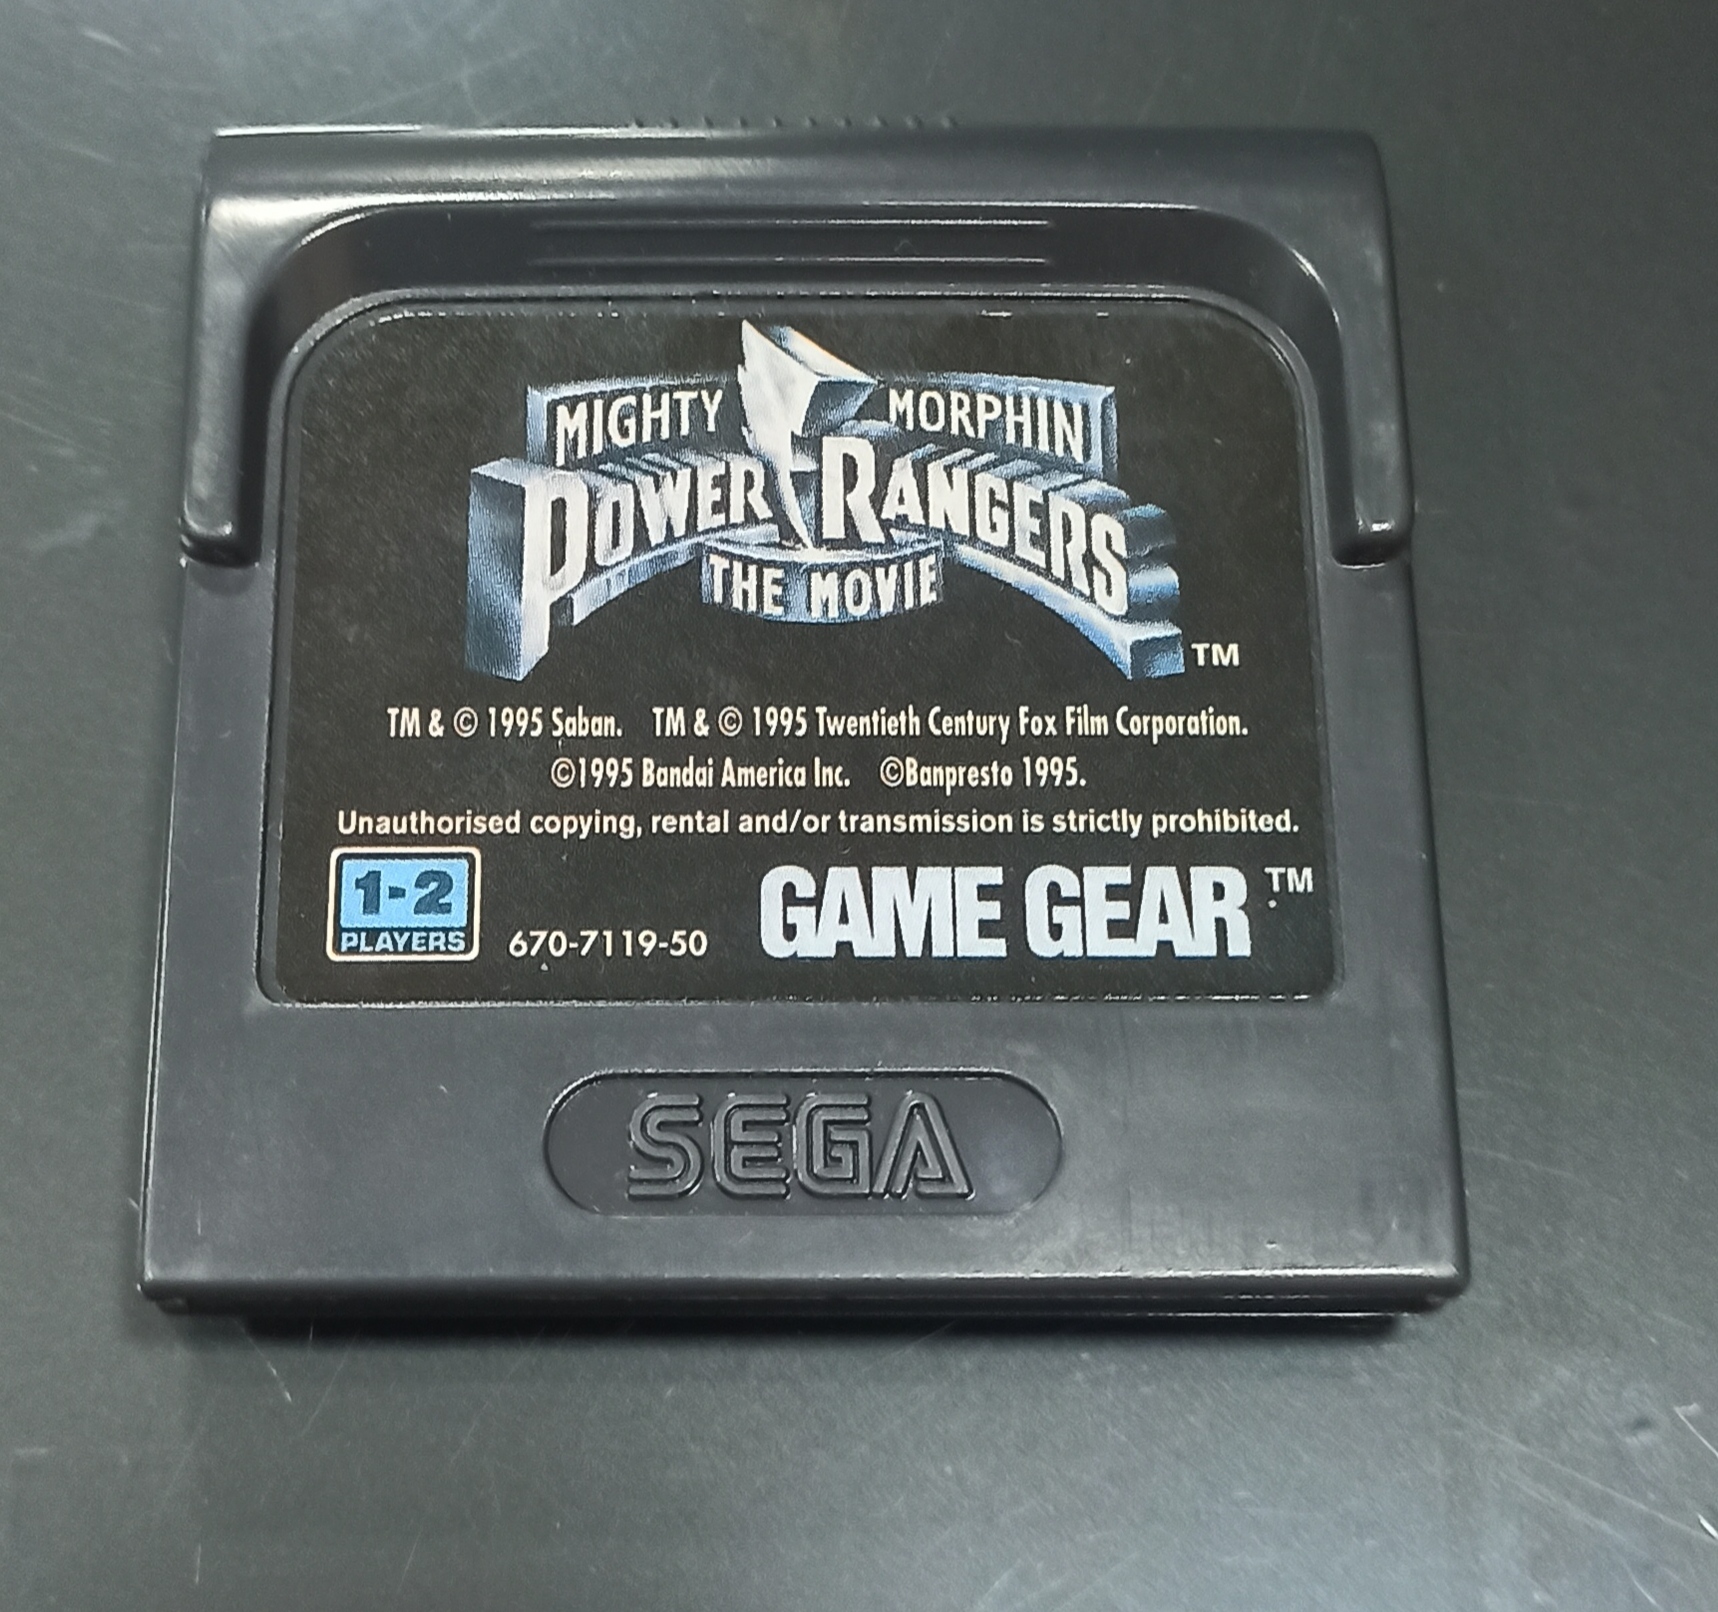 MIGHTY MORPHIN
POWER RANGERS
THE MOVIE
TM
TM & © 1995 Saban. TM & © 1995 Twentieth Century Fox Film Corporation.
©1995 Bandai America Inc. ©Banpresto 1995.
Unauthorised copying, rental and/or transmission is strictly prohibited.
1-2
PLAYERS
670-7119-50
GAME GEAR TM
SEGA